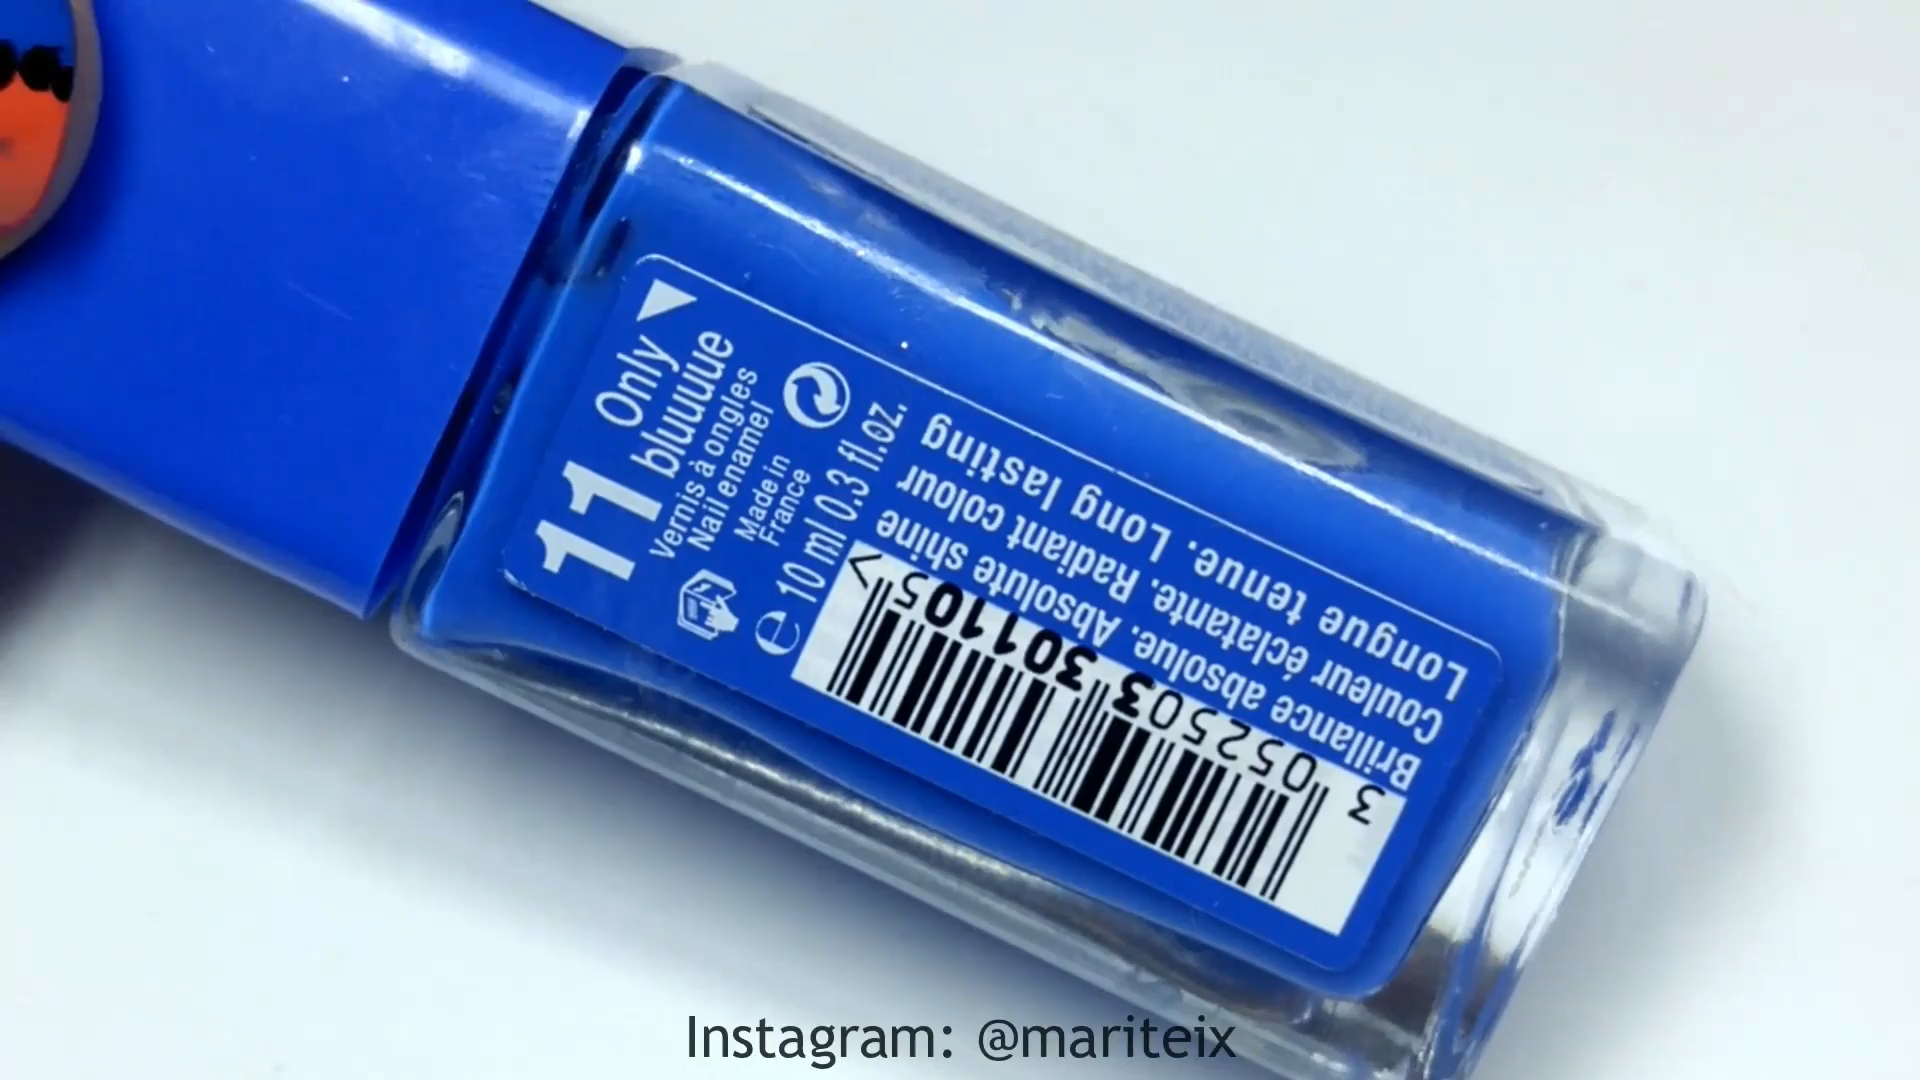 11 Only
bluuuue
Vernis à ongles
Nail enamel
Made in
France
e 10 ml 0.3 fl.oz.
Brillance absolue. Absolute shine
Couleur éclatante. Radiant colour
Longue tenue. Long lasting
3 052503 301105 >
Instagram: @mariteix